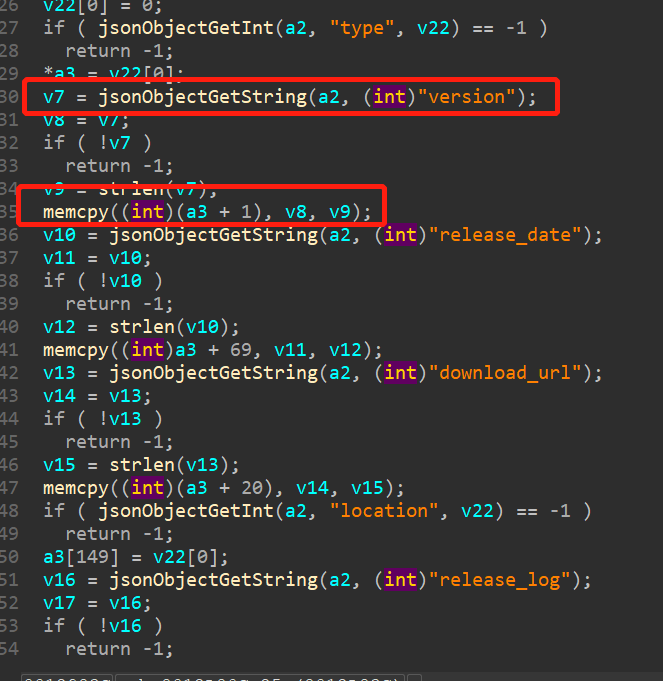 26 v22[0] = 0;
27 if ( jsonObjectGetInt(a2, "type", v22) == -1 )
28 return -1;
29 *a3 = v22[0];
30 v7 = jsonObjectGetString(a2, (int)"version");
31 v8 = v7;
32 if ( !v7 )
33 return -1;
34 v9 = strlen(v7);
35 memcpy((int)(a3 + 1), v8, v9);
36 v10 = jsonObjectGetString(a2, (int)"release_date");
37 v11 = v10;
38 if ( !v10 )
39 return -1;
40 v12 = strlen(v10);
41 memcpy((int)a3 + 69, v11, v12);
42 v13 = jsonObjectGetString(a2, (int)"download_url");
43 v14 = v13;
44 if ( !v13 )
45 return -1;
46 v15 = strlen(v13);
47 memcpy((int)(a3 + 20), v14, v15);
48 if ( jsonObjectGetInt(a2, "location", v22) == -1 )
49 return -1;
50 a3[149] = v22[0];
51 v16 = jsonObjectGetString(a2, (int)"release_log");
52 v17 = v16;
53 if ( !v16 )
54 return -1;